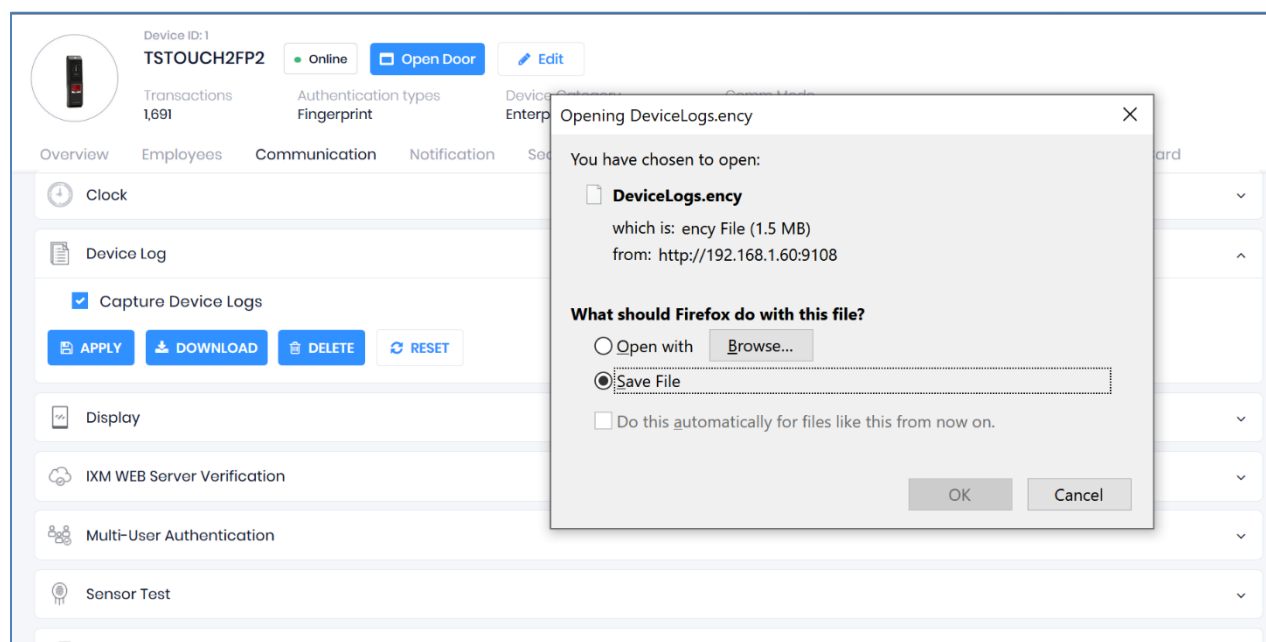 Device ID: 1
TSTOUCH2FP2
Online
Open Door
Edit
Transactions
Authentication types
1,691
Fingerprint
Enterp
Overview
Employees
Communication
Notification
Sec
ard
Clock
Device Log
Capture Device Logs
APPLY
DOWNLOAD
DELETE
RESET
Display
IXM WEB Server Verification
Multi-User Authentication
Sensor Test
Opening DeviceLogs.ency
You have chosen to open:
DeviceLogs.ency
which is: ency File (1.5 MB)
from: http://192.168.1.60:9108
What should Firefox do with this file?
Open with
Browse...
Save File
Do this automatically for files like this from now on.
OK
Cancel